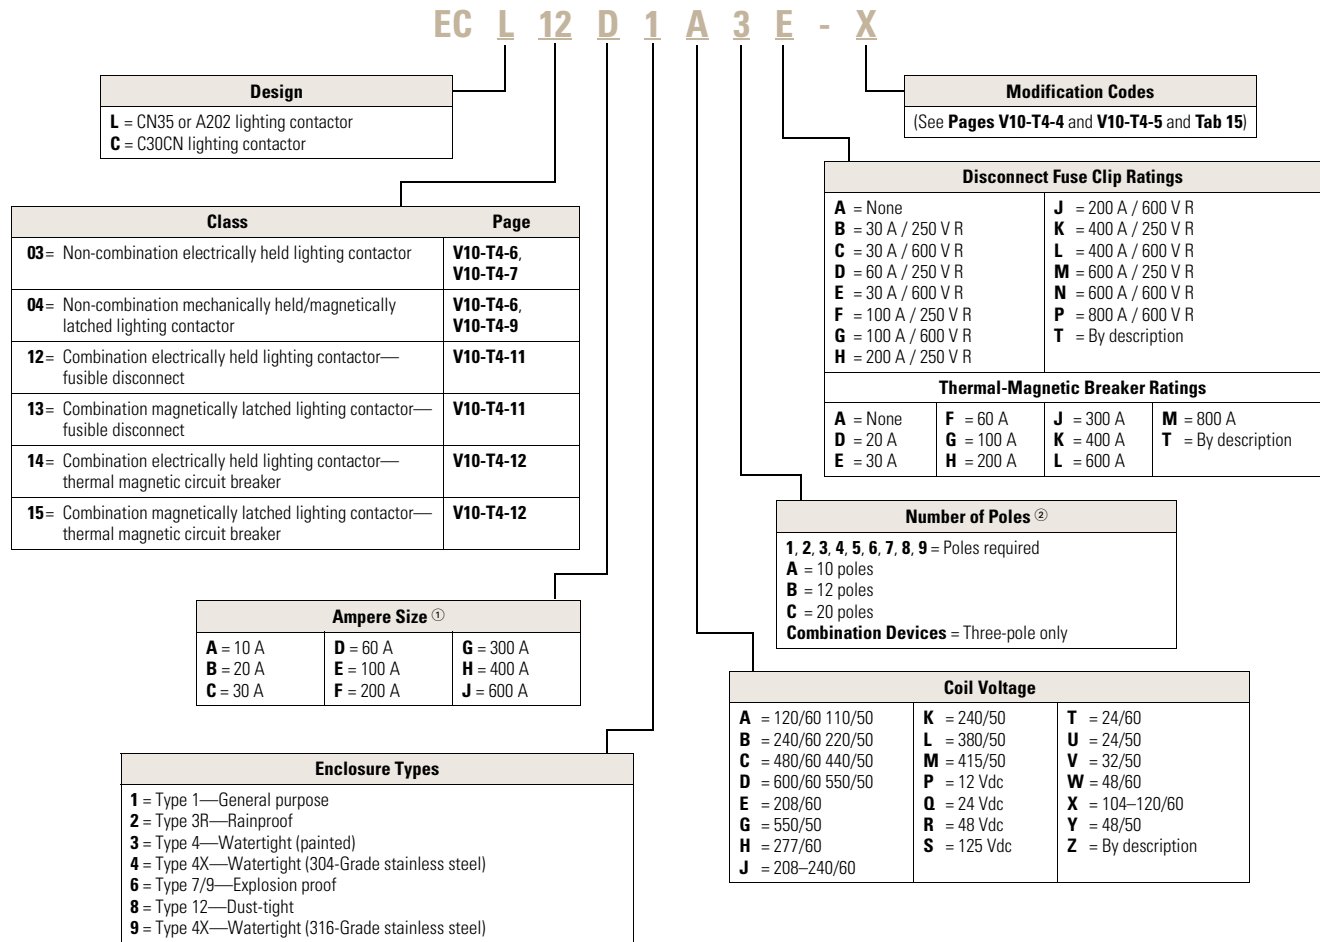 EC L 12 D 1 A 3 E - X
Design
L = CN35 or A202 lighting contactor
C = C30CN lighting contactor
Modification Codes
(See Pages V10-T4-4 and V10-T4-5 and Tab 15)
Class Page
03 = Non-combination electrically held lighting contactor V10-T4-6,
V10-T4-7
04 = Non-combination mechanically held/magnetically V10-T4-6,
latched lighting contactor V10-T4-9
12 = Combination electrically held lighting contactor— V10-T4-11
fusible disconnect
13 = Combination magnetically latched lighting contactor— V10-T4-11
fusible disconnect
14 = Combination electrically held lighting contactor— V10-T4-12
thermal magnetic circuit breaker
15 = Combination magnetically latched lighting contactor— V10-T4-12
thermal magnetic circuit breaker
Disconnect Fuse Clip Ratings
A = None
B = 30 A / 250 V R
C = 30 A / 600 V R
D = 60 A / 250 V R
E = 30 A / 600 V R
F = 100 A / 250 V R
G = 100 A / 600 V R
H = 200 A / 250 V R
J = 200 A / 600 V R
K = 400 A / 250 V R
L = 400 A / 600 V R
M = 600 A / 250 V R
N = 600 A / 600 V R
P = 800 A / 600 V R
T = By description
Thermal-Magnetic Breaker Ratings
A = None
D = 20 A
E = 30 A
F = 60 A
G = 100 A
H = 200 A
J = 300 A
K = 400 A
L = 600 A
M = 800 A
T = By description
Number of Poles ②
1, 2, 3, 4, 5, 6, 7, 8, 9 = Poles required
A = 10 poles
B = 12 poles
C = 20 poles
Combination Devices = Three-pole only
Ampere Size ①
A = 10 A
B = 20 A
C = 30 A
D = 60 A
E = 100 A
F = 200 A
G = 300 A
H = 400 A
J = 600 A
Coil Voltage
A = 120/60 110/50
B = 240/60 220/50
C = 480/60 440/50
D = 600/60 550/50
E = 208/60
G = 550/50
H = 277/60
J = 208–240/60
K = 240/50
L = 380/50
M = 415/50
P = 12 Vdc
Q = 24 Vdc
R = 48 Vdc
S = 125 Vdc
T = 24/60
U = 24/50
V = 32/50
W = 48/60
X = 104–120/60
Y = 48/50
Z = By description
Enclosure Types
1 = Type 1—General purpose
2 = Type 3R—Rainproof
3 = Type 4—Watertight (painted)
4 = Type 4X—Watertight (304-Grade stainless steel)
6 = Type 7/9—Explosion proof
8 = Type 12—Dust-tight
9 = Type 4X—Watertight (316-Grade stainless steel)